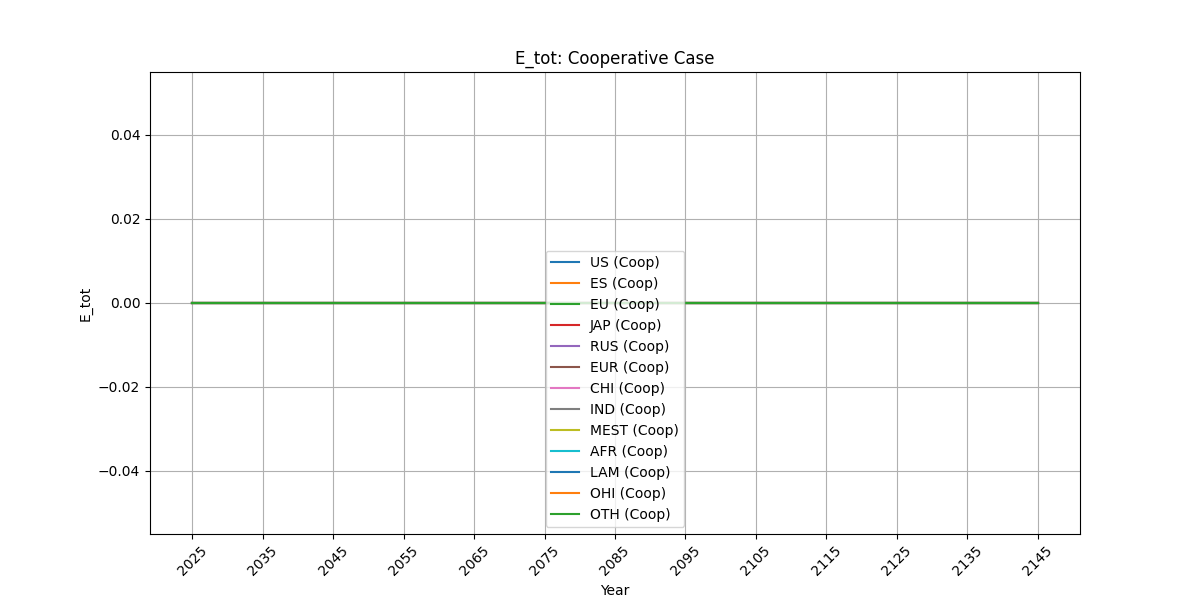 E_tot: Cooperative Case
E_tot
0.04
0.02
0.00
−0.02
−0.04
US (Coop)
ES (Coop)
EU (Coop)
JAP (Coop)
RUS (Coop)
EUR (Coop)
CHI (Coop)
IND (Coop)
MEST (Coop)
AFR (Coop)
LAM (Coop)
OHI (Coop)
OTH (Coop)
2025
2035
2045
2055
2065
2075
2085
2095
2105
2115
2125
2135
2145
Year